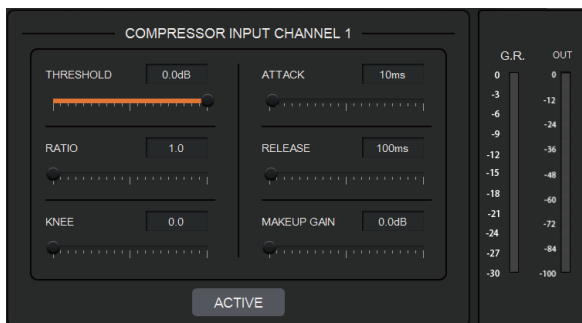 COMPRESSOR INPUT CHANNEL 1
THRESHOLD 0.0dB
ATTACK 10ms
RATIO 1.0
RELEASE 100ms
KNEE 0.0
MAKEUP GAIN 0.0dB
ACTIVE
G.R.
0
-3
-6
-9
-12
-15
-18
-21
-24
-27
-30
OUT
0
-12
-24
-36
-48
-60
-72
-84
-100